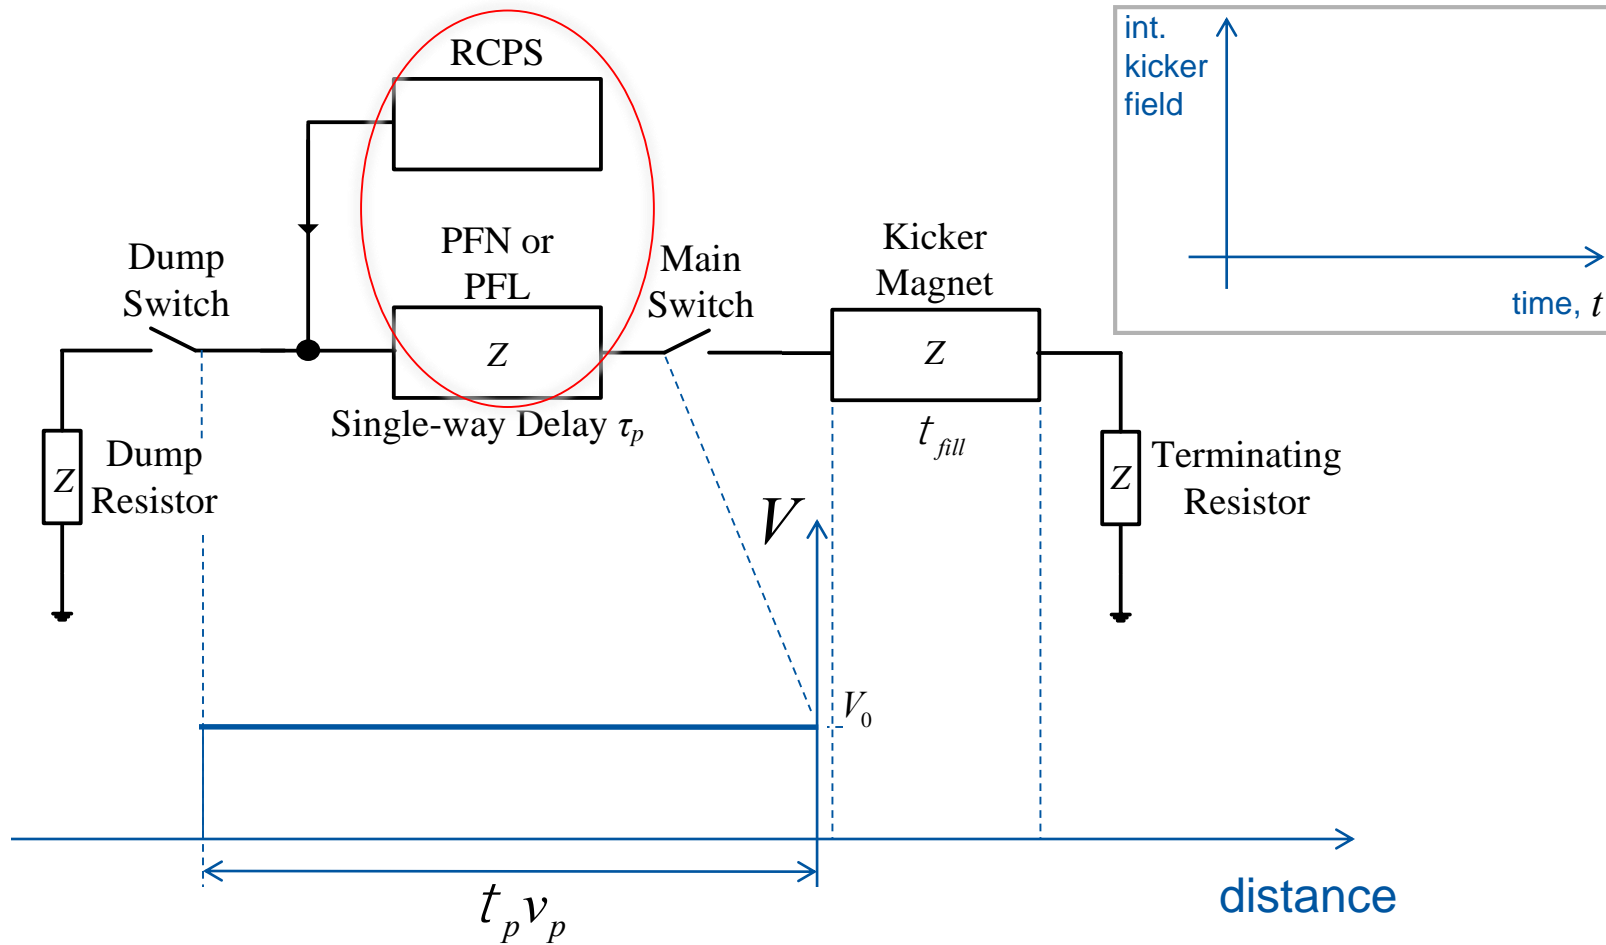 RCPS
int.
kicker
field
time, t
Dump
Switch
PFN or
PFL
Main
Switch
Kicker
Magnet
Z
Z
Single-way Delay τp
t fill
Z
Dump
Resistor
Z
Terminating
Resistor
V
V0
tpvp
distance